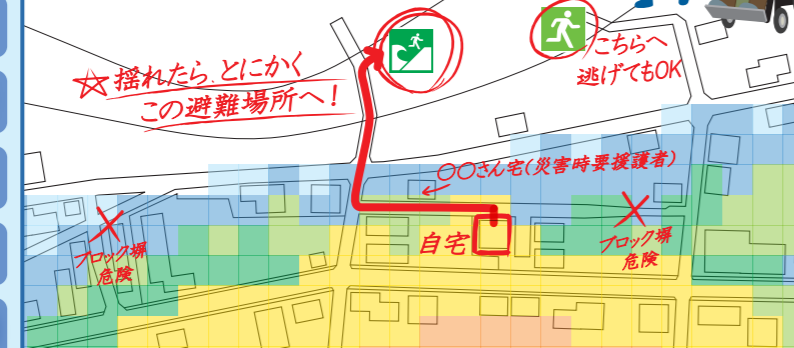 ☆揺れたら、とにかく
この避難場所へ!
こちらへ
逃げてもOK
○○さん宅(災害時要援護者)
自宅
ブロック塀
危険
ブロック塀
危険